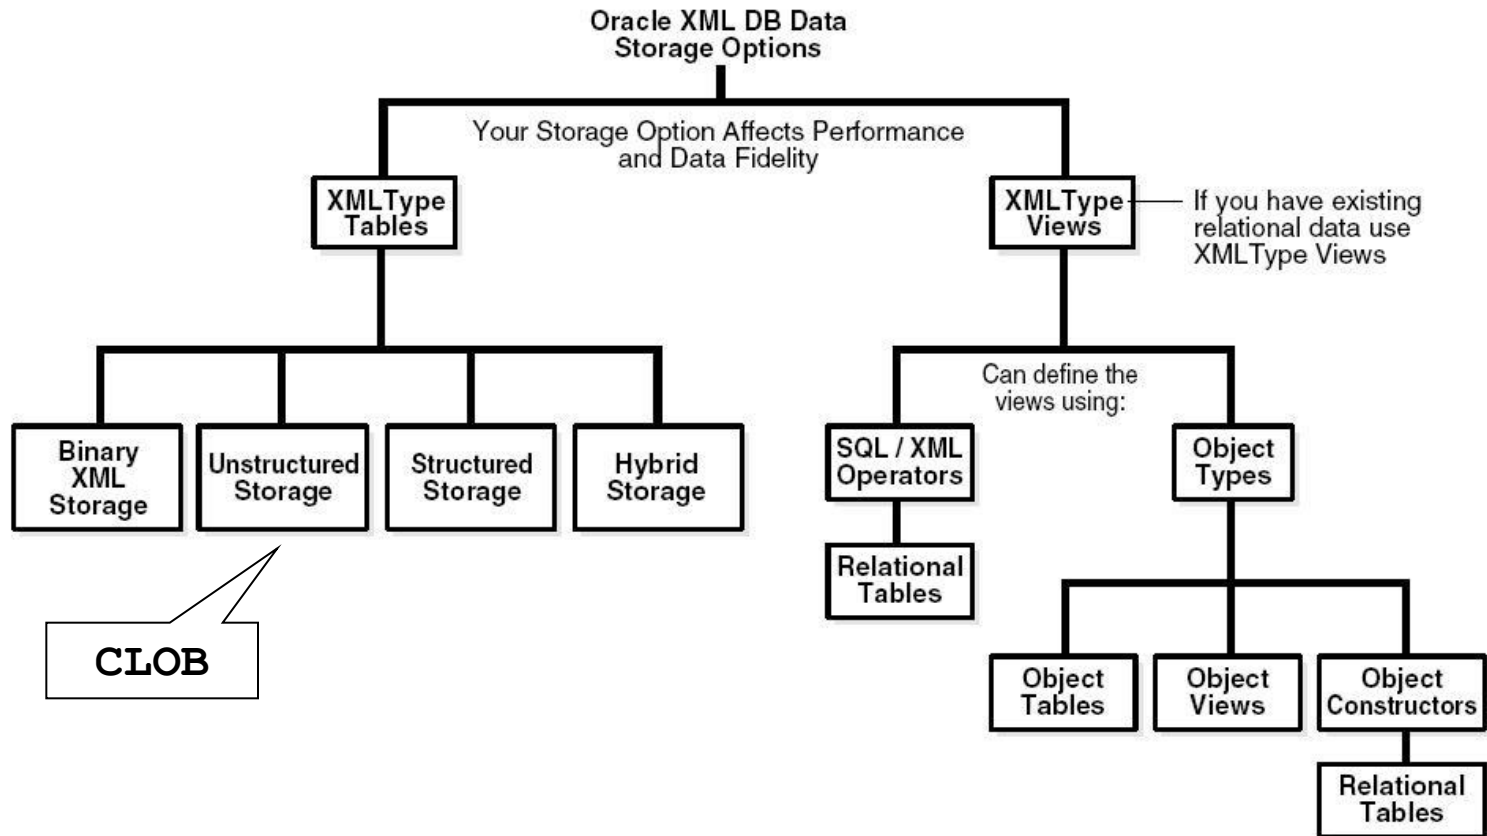 Oracle XML DB Data
Storage Options
Your Storage Option Affects Performance
and Data Fidelity
XMLType
Tables
XMLType
Views
If you have existing
relational data use
XMLType Views
Can define the
views using:
Binary
XML
Storage
Unstructured
Storage
Structured
Storage
Hybrid
Storage
SQL / XML
Operators
Object
Types
Relational
Tables
CLOB
Object
Tables
Object
Views
Object
Constructors
Relational
Tables